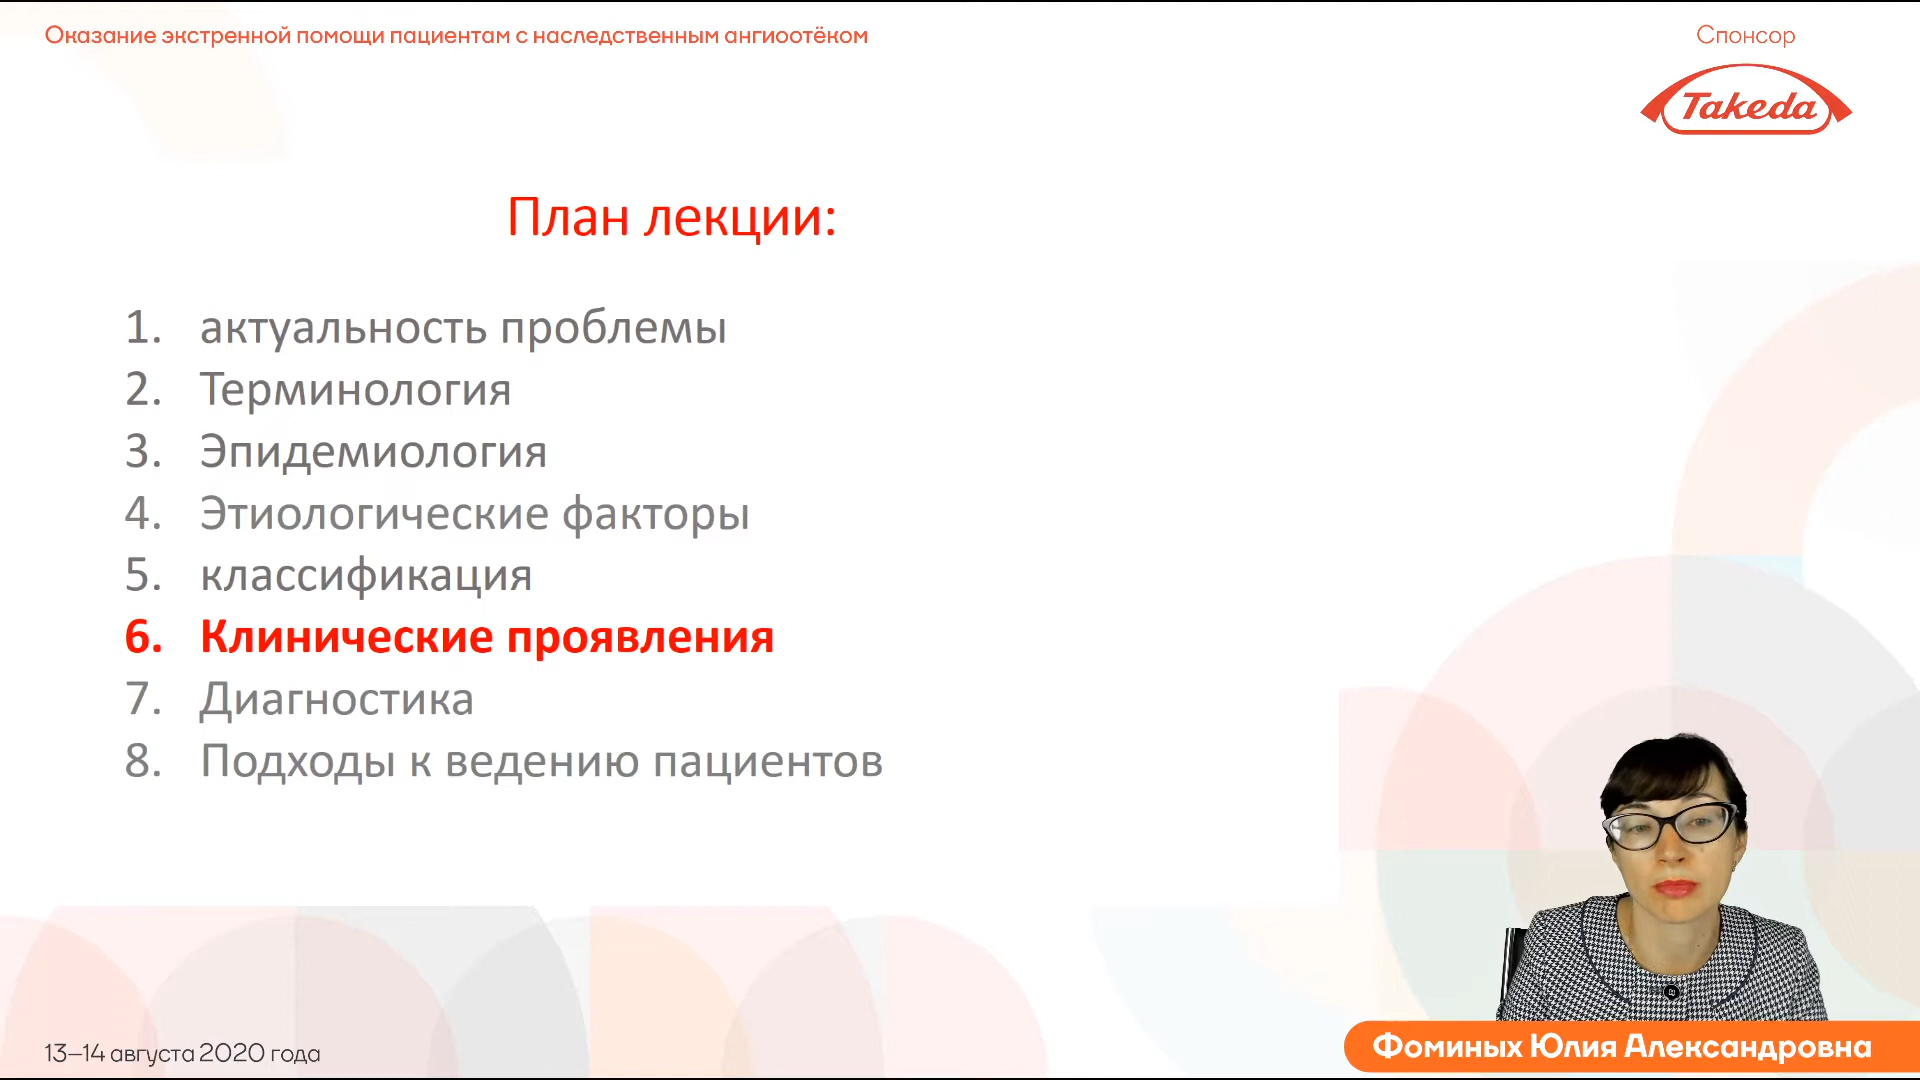 Оказание экстренной помощи пациентам с наследственным ангиоотёком
Спонсор
Takeda
План лекции:
1. актуальность проблемы
2. Терминология
3. Эпидемиология
4. Этиологические факторы
5. классификация
6. Клинические проявления
7. Диагностика
8. Подходы к ведению пациентов
13–14 августа 2020 года
Фоминых Юлия Александровна